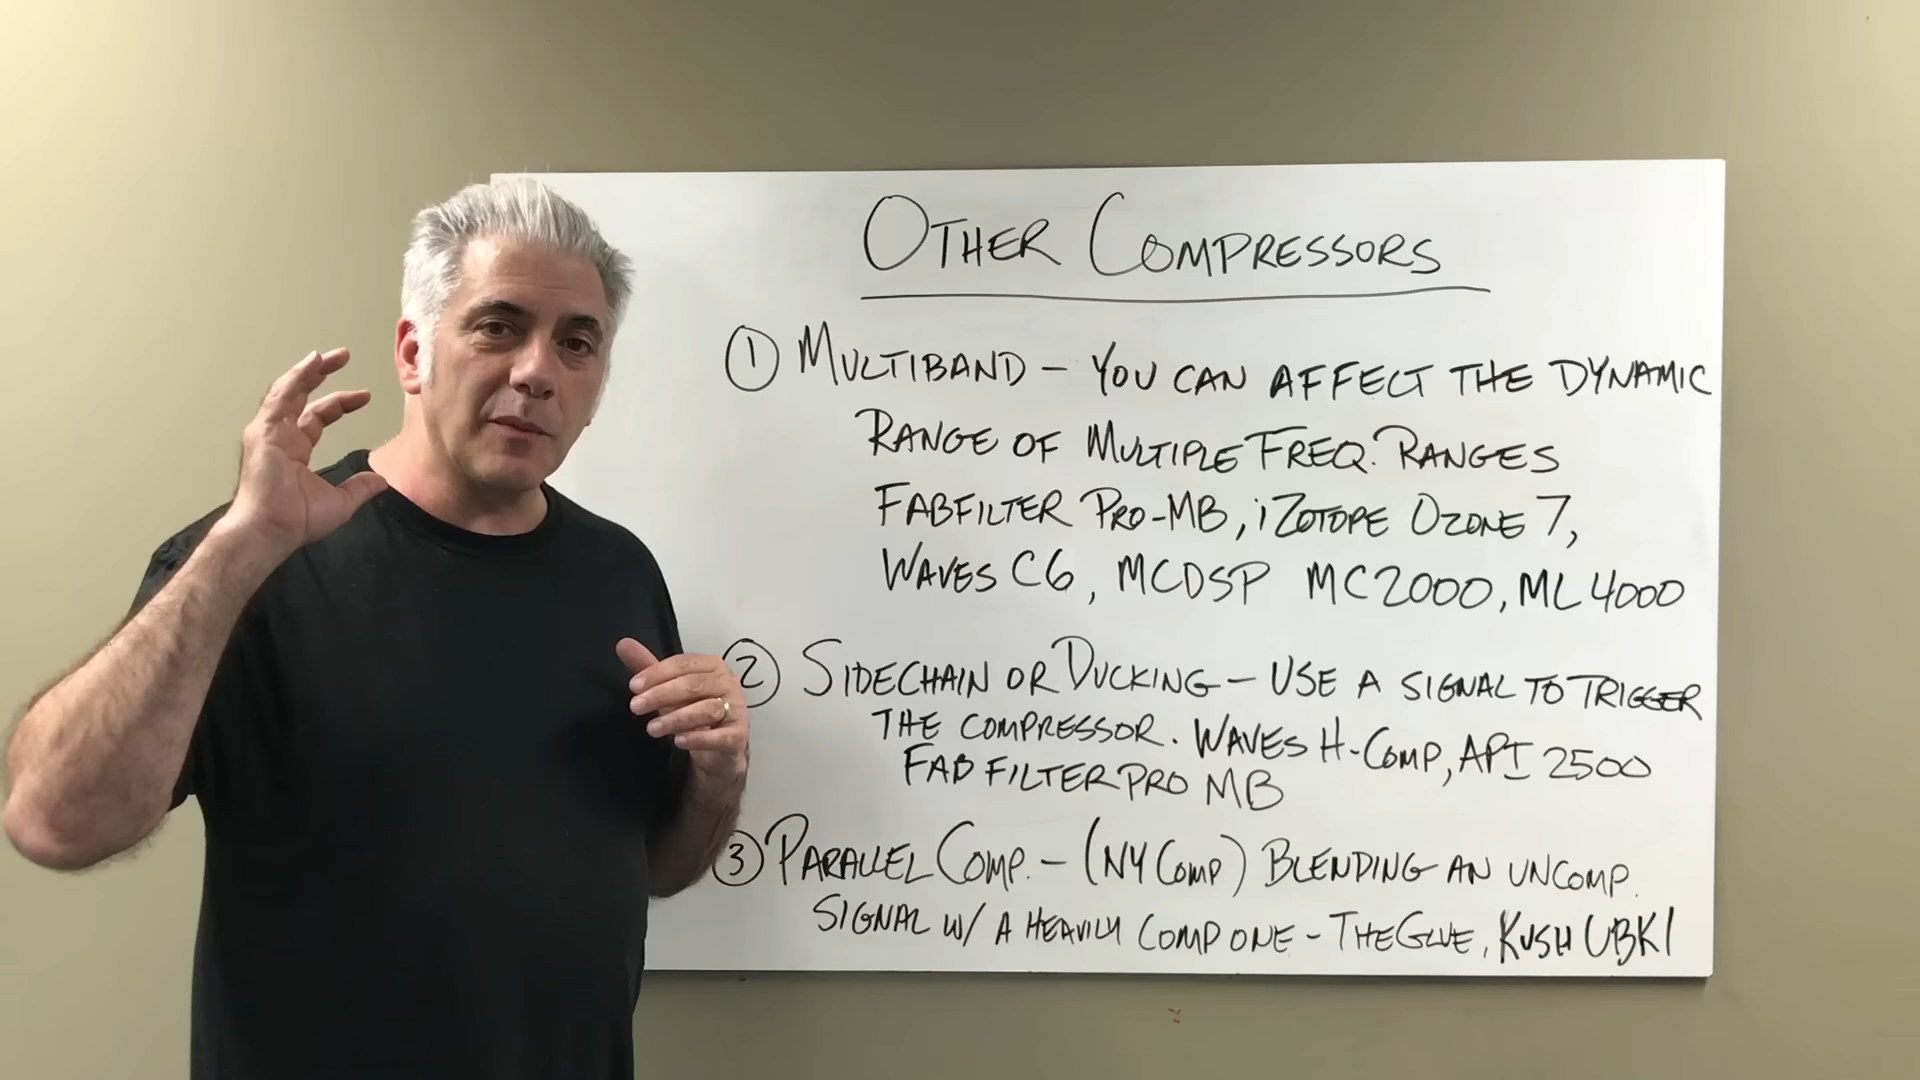 OTHER COMPRESSORS
① MULTIBAND – YOU CAN AFFECT THE DYNAMIC
RANGE OF MULTIPLE FREQ. RANGES
FABFILTER PRO-MB, iZOTOPE OZONE 7,
WAVES C6, MCDSP MC2000, ML4000
② SIDECHAIN OR DUCKING – USE A SIGNAL TO TRIGGER
THE COMPRESSOR. WAVES H-COMP, API 2500
FABFILTER PRO MB
③ PARALLEL COMP. – (NY COMP) BLENDING AN UNCOMP.
SIGNAL W/ A HEAVILY COMP ONE – THE GLUE, KUSH UBK1